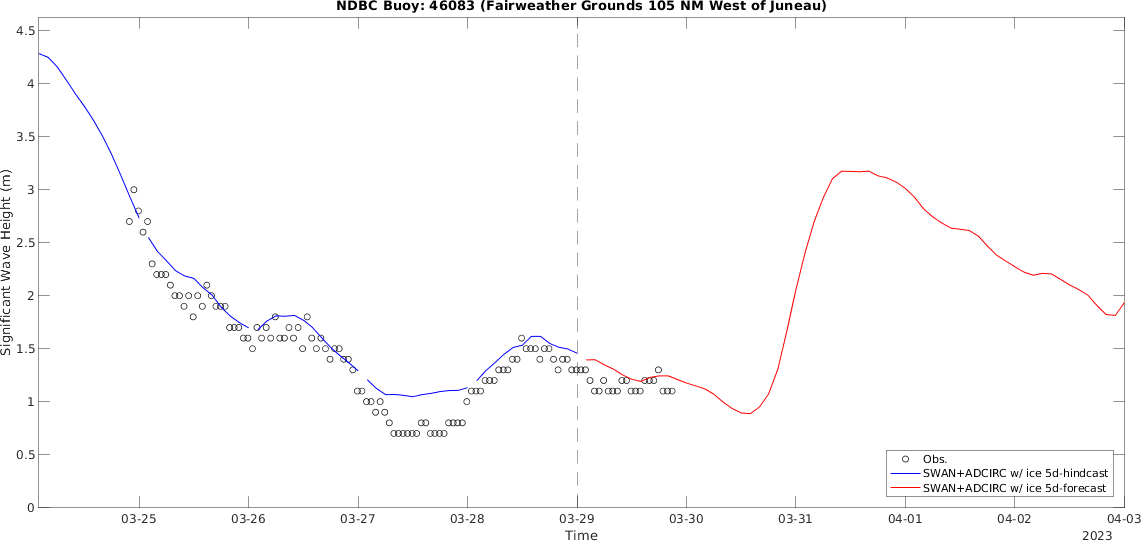 NDBC Buoy: 46083 (Fairweather Grounds 105 NM West of Juneau)
4.5
4
3.5
3
2.5
2
1.5
1
0.5
0
Significant Wave Height (m)
Obs.
SWAN+ADCIRC w/ ice 5d-hindcast
SWAN+ADCIRC w/ ice 5d-forecast
03-25 03-26 03-27 03-28 03-29 03-30 03-31 04-01 04-02 04-03
Time
2023